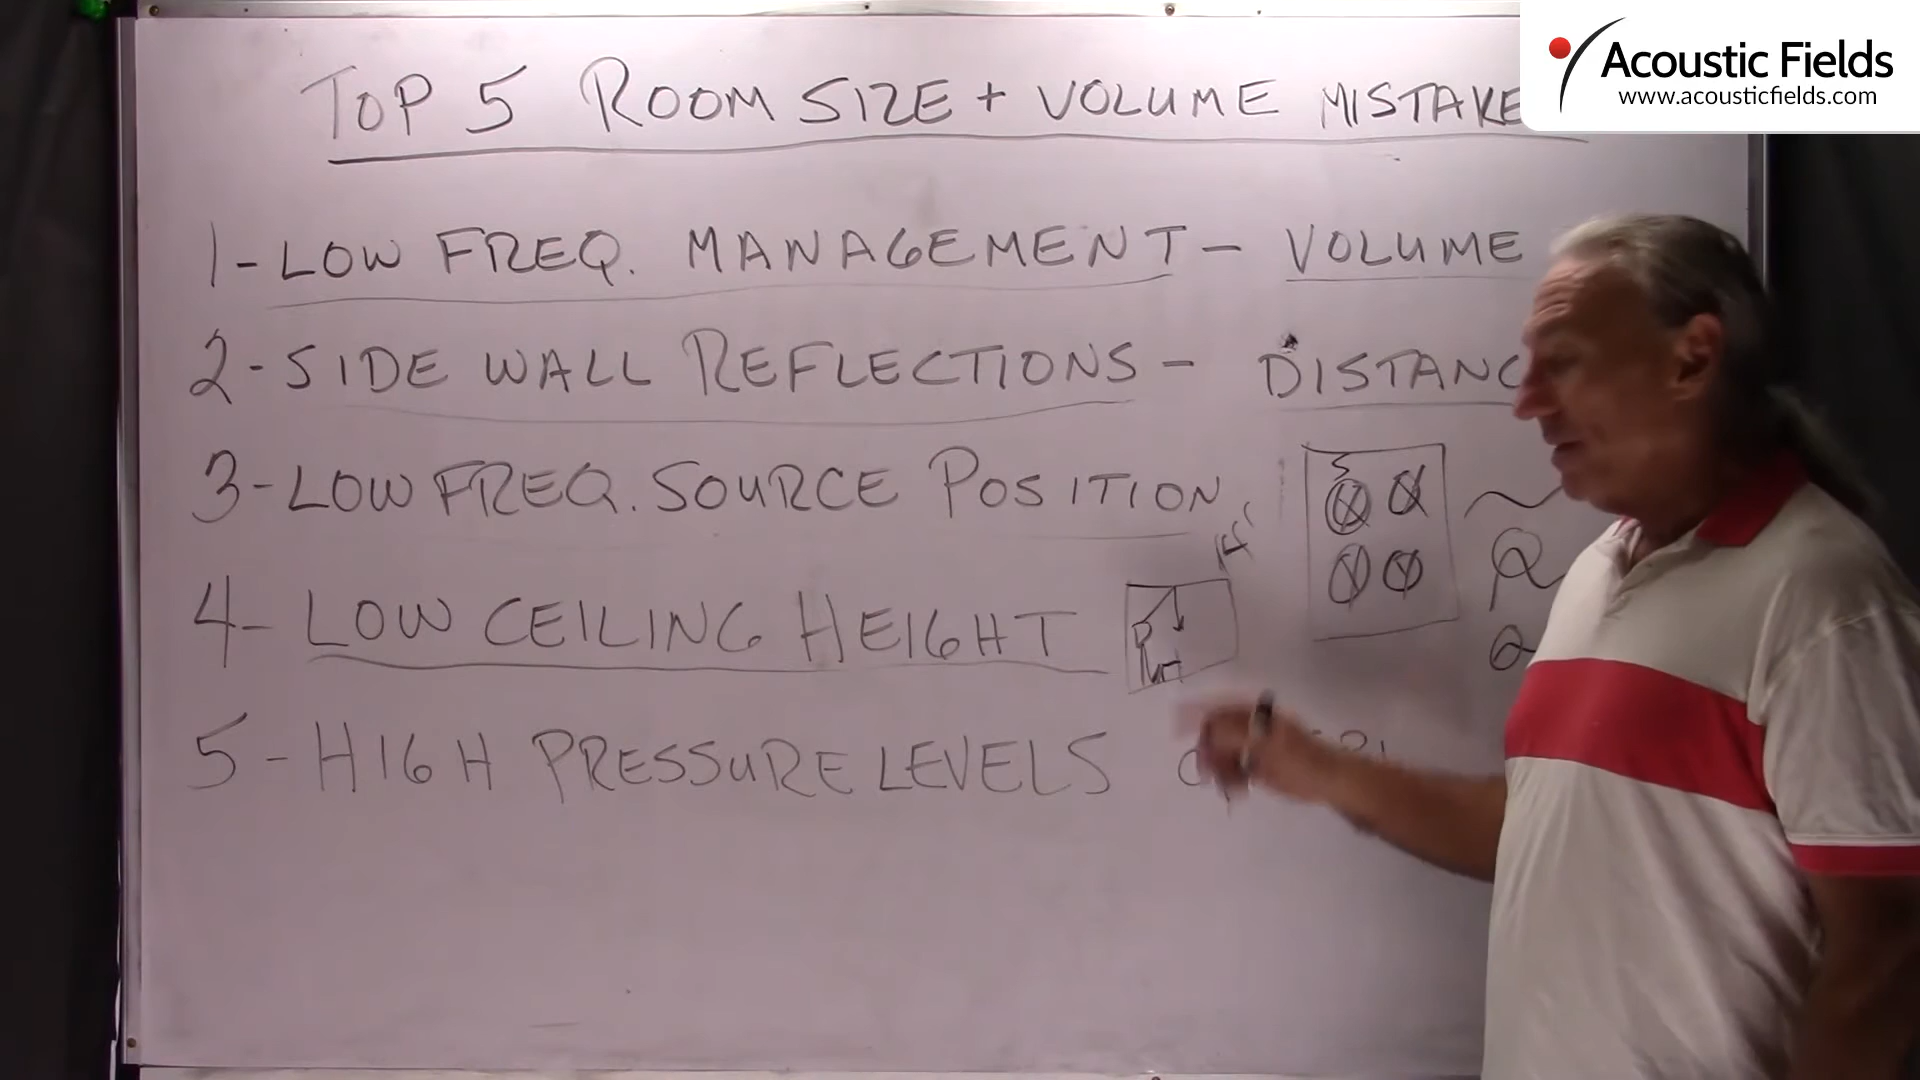 Acoustic Fields
www.acousticfields.com
TOP 5 ROOM SIZE + VOLUME MISTAKE
1- LOW FREQ. MANAGEMENT - VOLUME
2- SIDE WALL REFLECTIONS - DISTANC
3- LOW FREQ. SOURCE POSITION
4- LOW CEILING HEIGHT
5- HIGH PRESSURE LEVELS